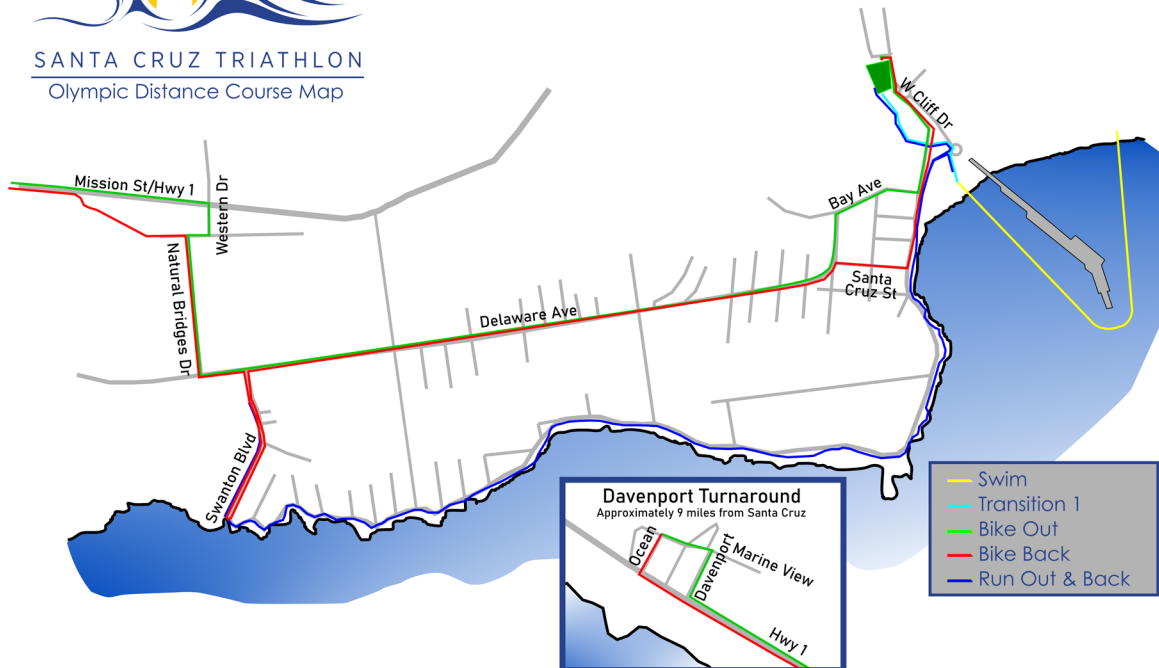 SANTA CRUZ TRIATHLON
Olympic Distance Course Map
W Cliff Dr
Mission St/Hwy 1
Western Dr
Bay Ave
Natural Bridges Dr
Santa
Cruz St
Delaware Ave
Swanton Blvd
Davenport Turnaround
Approximately 9 miles from Santa Cruz
Ocean
Davenport
Marine View
Hwy 1
Swim
Transition 1
Bike Out
Bike Back
Run Out & Back